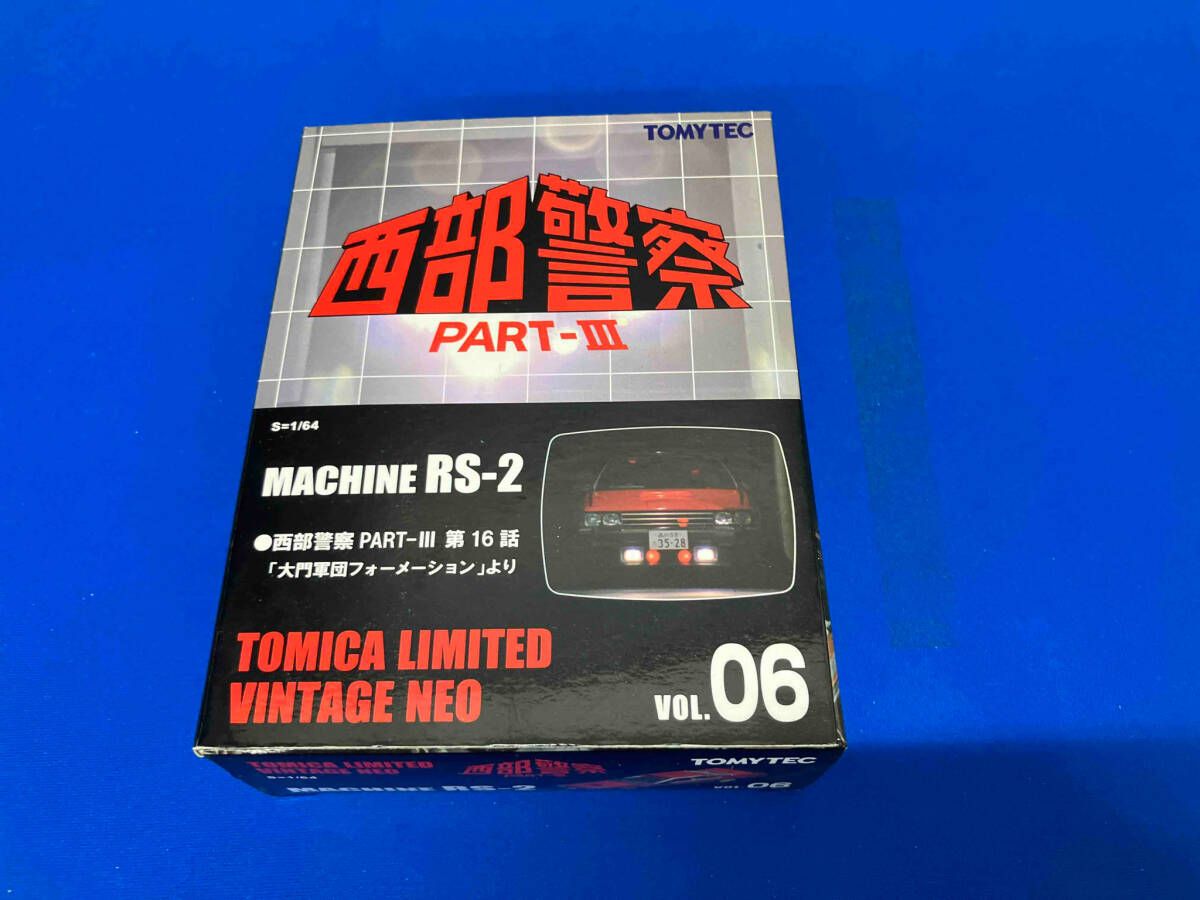 TOMYTEC
西部警察
PART-III
S=1/64
MACHINE RS-2
●西部警察 PART-III 第16話
「大門軍団フォーメーション」より
35-28
TOMICA LIMITED
VINTAGE NEO
VOL.06
TOMICA LIMITED
VINTAGE NEO
S=1/64
西部警察
PART-III
MACHINE RS-2
TOMYTEC
VOL.06